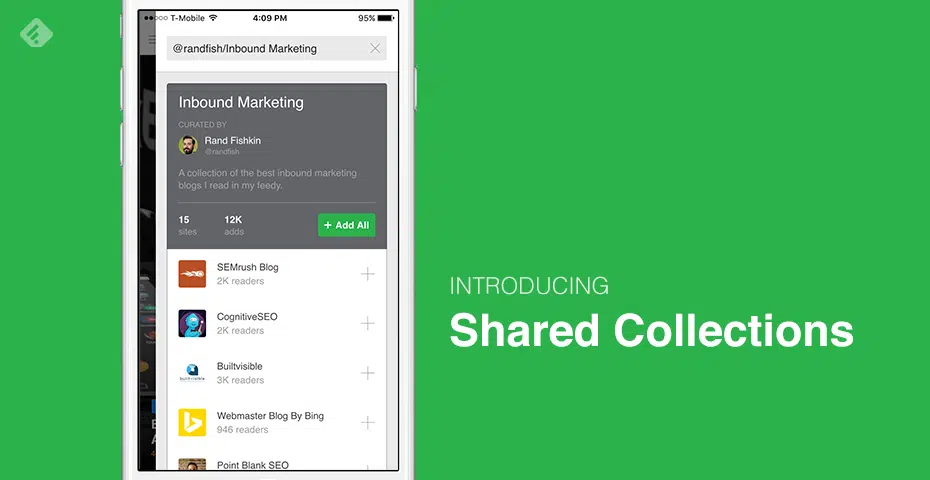 T-Mobile 4:09 PM 95%
@randfish/Inbound Marketing
Inbound Marketing
CURATED BY
Rand Fishkin
@randfish
A collection of the best inbound marketing
blogs I read in my feedy.
15 12K
sites adds
+ Add All
SEMrush Blog
2K readers
CognitiveSEO
2K readers
Builtvisible
3K readers
Webmaster Blog By Bing
946 readers
Point Blank SEO
INTRODUCING
Shared Collections